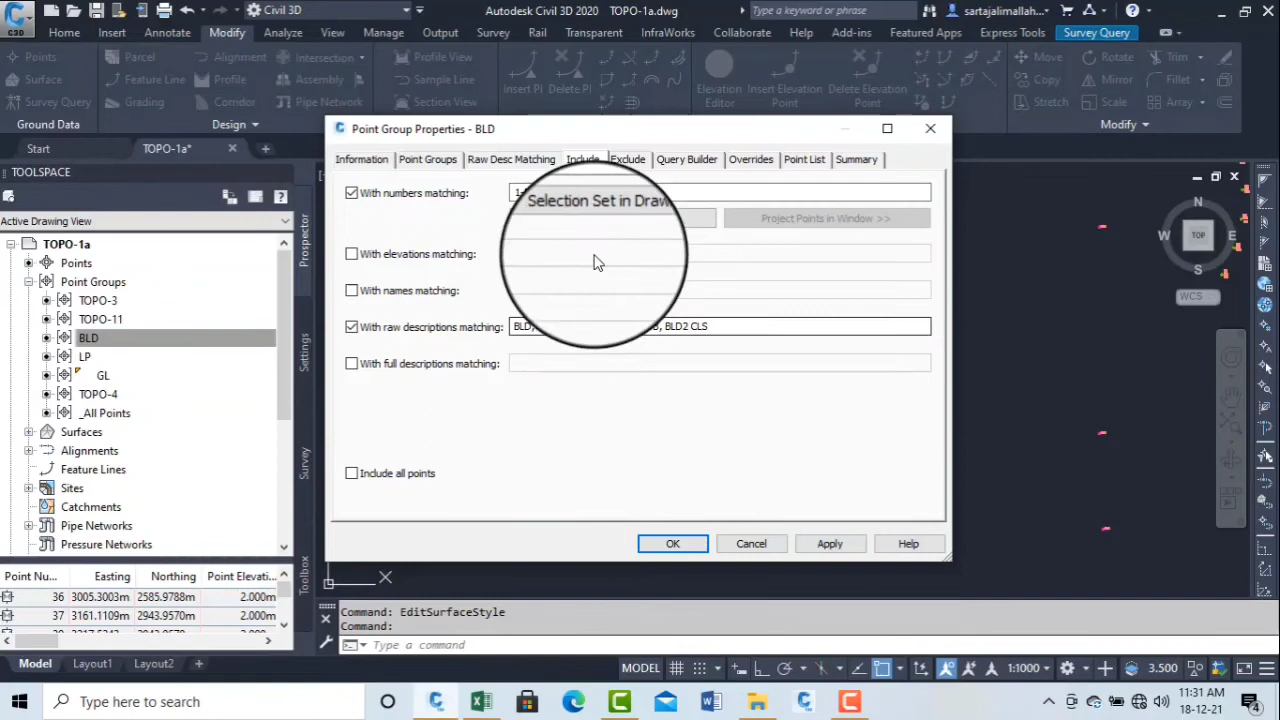 Civil 3D
Autodesk Civil 3D 2020
TOPO-1a.dwg
Type a keyword or phrase
sartajalimallah...
C3D
Home Insert Annotate Modify Analyze View Manage Output Survey Rail Transparent InfraWorks Collaborate Help Add-ins Featured Apps Express Tools Survey Query
Points
Parcel
Alignment
Intersection
Profile View
Move
Rotate
Trim
Surface
Feature Line
Profile
Assembly
Sample Line
Insert PI
Delete PI
Elevation Editor
Insert Elevation Point
Delete Elevation Point
Copy
Mirror
Fillet
Survey Query
Grading
Corridor
Pipe Network
Section View
Stretch
Scale
Array
Ground Data
Design
Modify
Start
TOPO-1a*
TOOLSPACE
Active Drawing View
TOPO-1a
Points
Point Groups
TOPO-3
TOPO-11
BLD
LP
GL
TOPO-4
_All Points
Surfaces
Alignments
Feature Lines
Sites
Catchments
Pipe Networks
Pressure Networks
Prospector
Settings
Survey
Toolbox
Point Nu... Easting Northing Point Elevati...
36 3005.3003m 2585.9788m 2.000m
37 3161.1109m 2943.9570m 2.000m
Point Group Properties - BLD
Information Point Groups Raw Desc Matching Include Exclude Query Builder Overrides Point List Summary
With numbers matching:
Selection Set in Draw
Project Points in Window >>
With elevations matching:
With names matching:
With raw descriptions matching: BLD, BLD2 CLS
With full descriptions matching:
Include all points
OK Cancel Apply Help
N
W TOP E
S
WCS
Command: EditSurfaceStyle
Command:
Type a command
Model Layout1 Layout2
MODEL
1:1000
3.500
Type here to search
11:31 AM
18-12-21
4